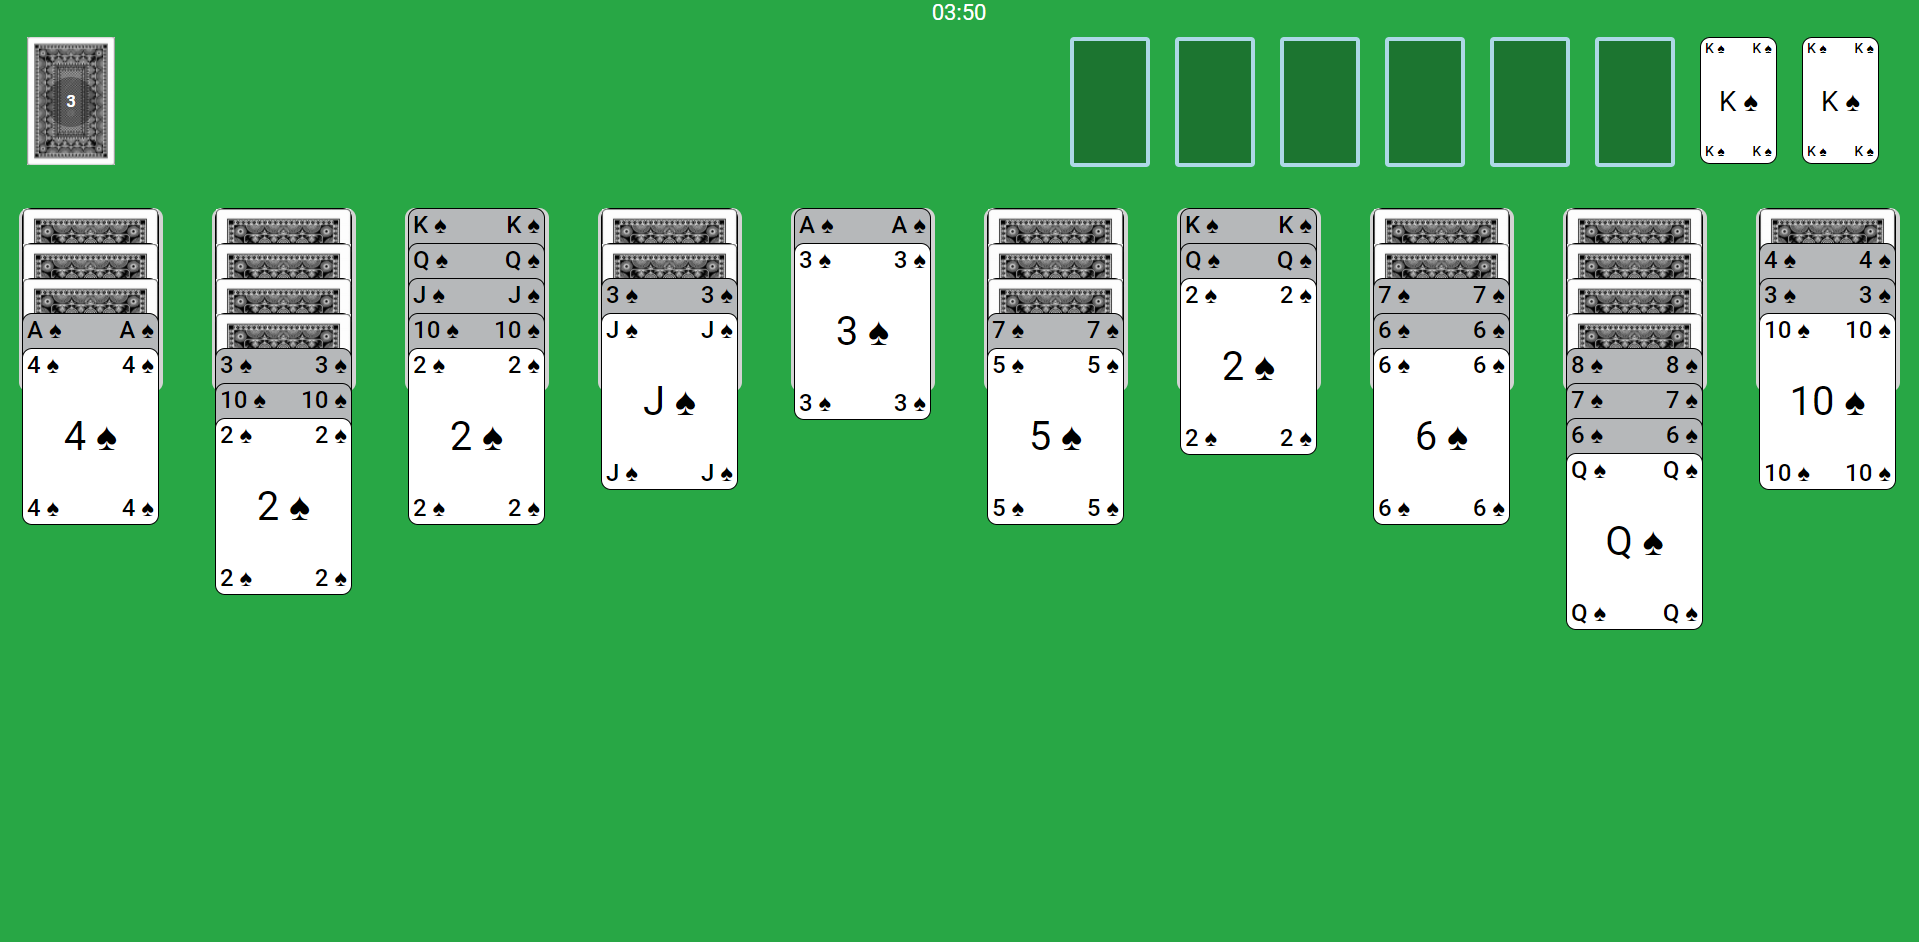 03:50
3
K♠ K♠
K♠
K♠ K♠
K♠ K♠
K♠
K♠ K♠
A♠ A♠
4♠ 4♠
4♠
4♠ 4♠
3♠ 3♠
10♠ 10♠
2♠ 2♠
2♠
2♠ 2♠
K♠ K♠
Q♠ Q♠
J♠ J♠
10♠ 10♠
2♠ 2♠
2♠
2♠ 2♠
3♠ 3♠
J♠ J♠
J♠
J♠ J♠
A♠ A♠
3♠ 3♠
3♠
3♠ 3♠
7♠ 7♠
5♠ 5♠
5♠
5♠ 5♠
K♠ K♠
Q♠ Q♠
2♠ 2♠
2♠
2♠ 2♠
7♠ 7♠
6♠ 6♠
6♠ 6♠
6♠
6♠ 6♠
8♠ 8♠
7♠ 7♠
6♠ 6♠
Q♠ Q♠
Q♠
Q♠ Q♠
4♠ 4♠
3♠ 3♠
10♠ 10♠
10♠
10♠ 10♠